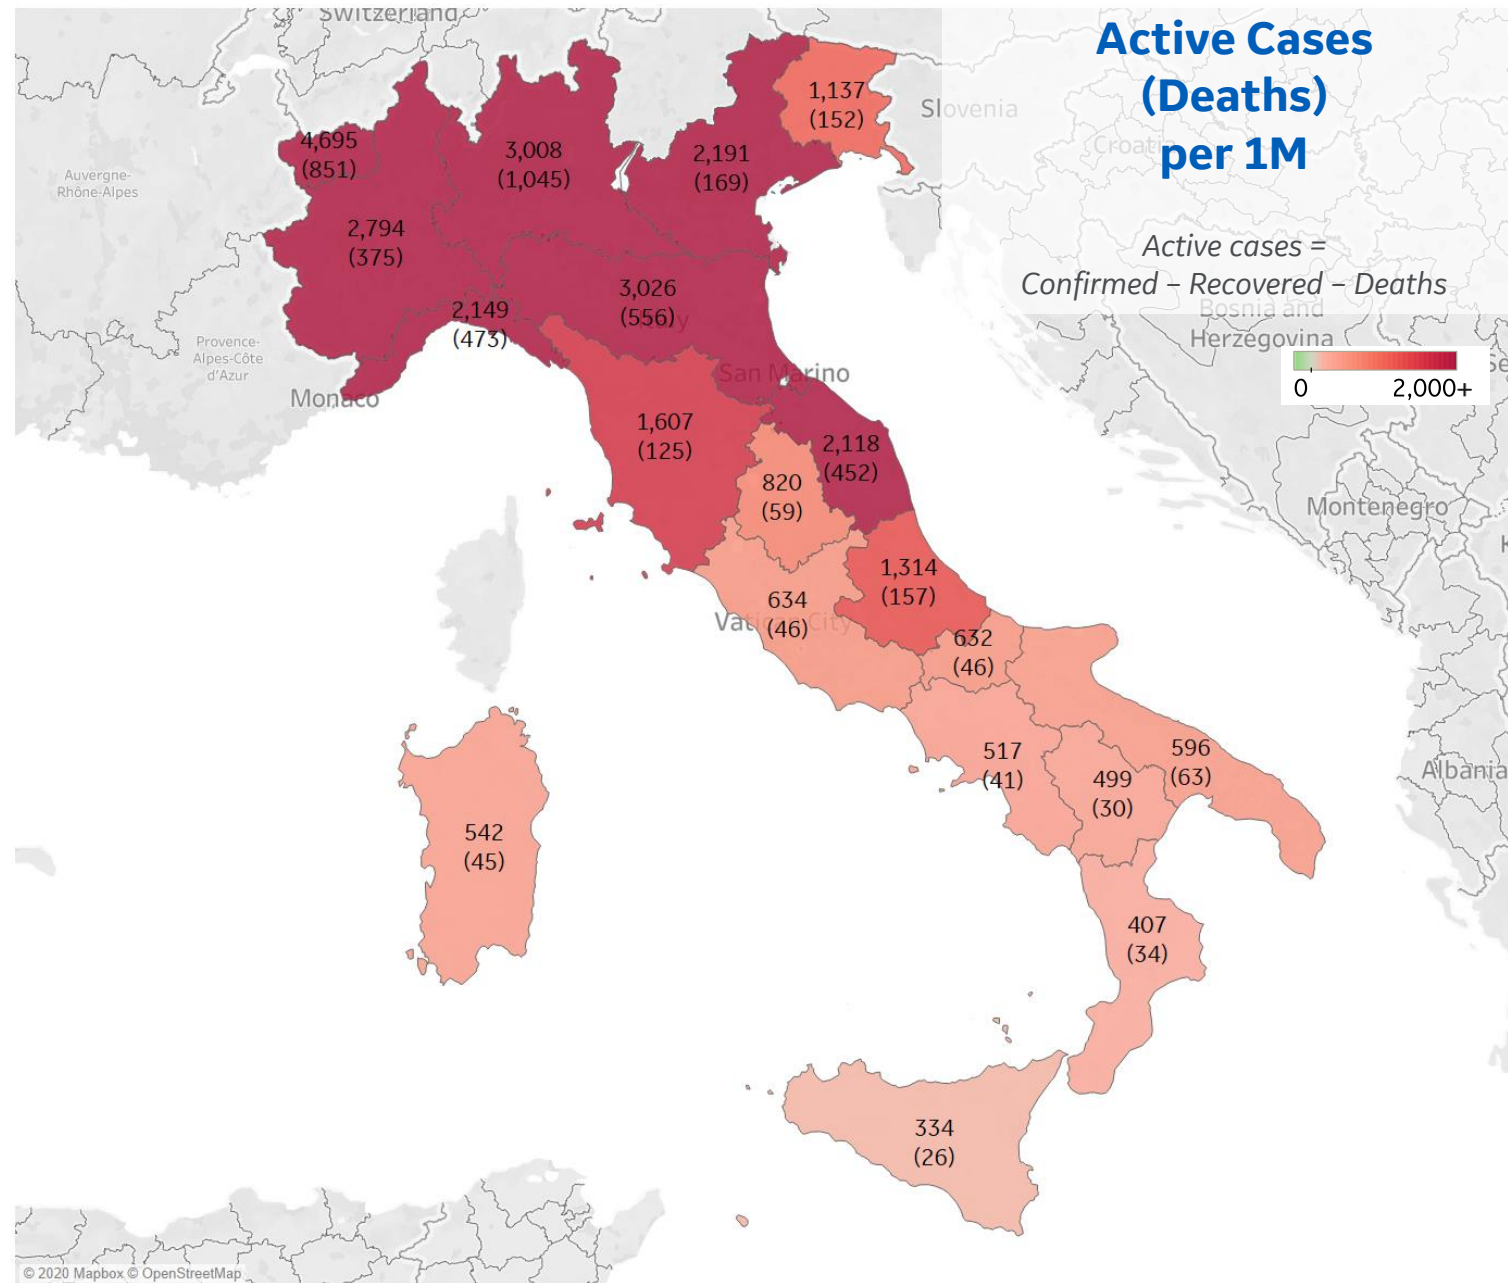 Switzerland
Active Cases
(Deaths)
per 1M
Active cases =
Confirmed – Recovered – Deaths
1,137
(152)
Slovenia
Croatia
4,695
(851)
3,008
(1,045)
2,191
(169)
Auvergne-
Rhône-Alpes
2,794
(375)
3,026
(556)
Italy
2,149
(473)
Bosnia and
Herzegovina
Provence-
Alpes-Côte
d'Azur
Monaco
San Marino
0
2,000+
Se
1,607
(125)
2,118
(452)
820
(59)
Montenegro
K
1,314
(157)
634
(46)
Vatican City
632
(46)
517
(41)
499
(30)
596
(63)
Albania
542
(45)
407
(34)
334
(26)
© 2020 Mapbox © OpenStreetMap